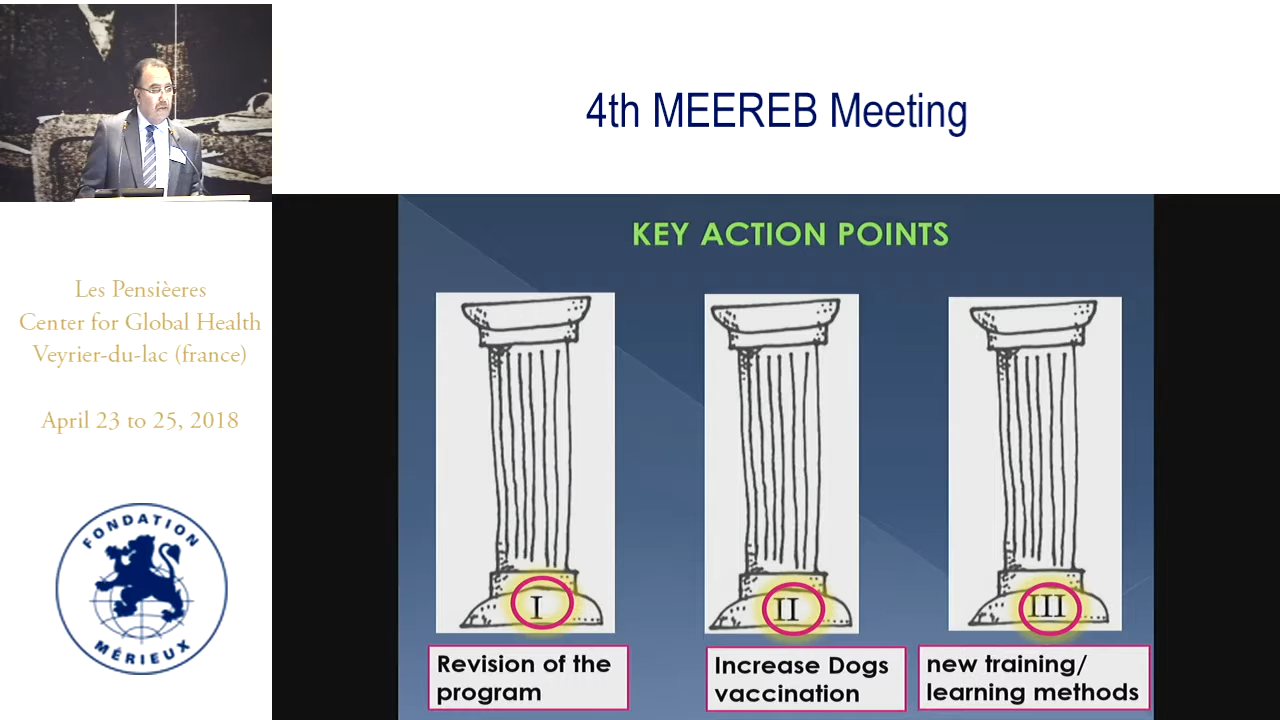 4th MEEREB Meeting
Les Pensièeres
Center for Global Health
Veyrier-du-lac (france)
April 23 to 25, 2018
FONDATION
MÉRIEUX
KEY ACTION POINTS
I
II
III
Revision of the
program
Increase Dogs
vaccination
new training/
learning methods